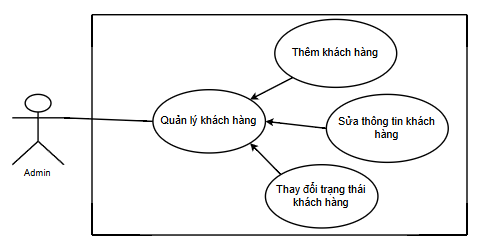 Thêm khách hàng
Quản lý khách hàng
Sửa thông tin khách
hàng
Admin
Thay đổi trạng thái
khách hàng